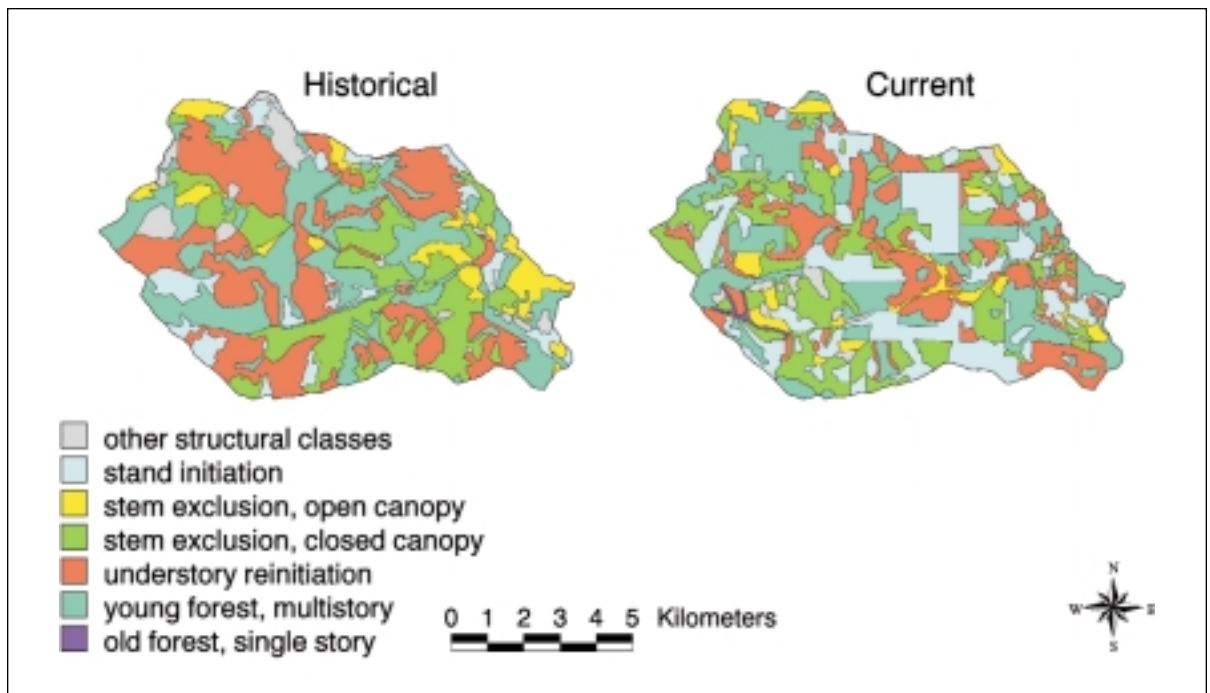 Historical
Current
other structural classes
stand initiation
stem exclusion, open canopy
stem exclusion, closed canopy
understory reinitiation
young forest, multistory
old forest, single story
0 1 2 3 4 5 Kilometers
N
W E
S